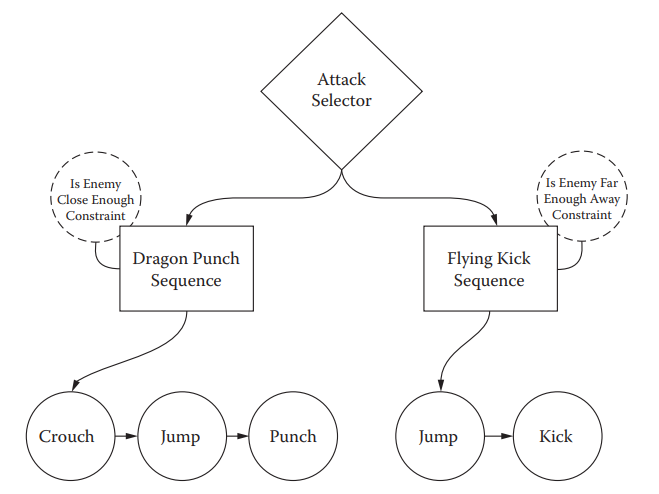 Attack
Selector
Is Enemy
Close Enough
Constraint
Is Enemy Far
Enough Away
Constraint
Dragon Punch
Sequence
Flying Kick
Sequence
Crouch
Jump
Punch
Jump
Kick